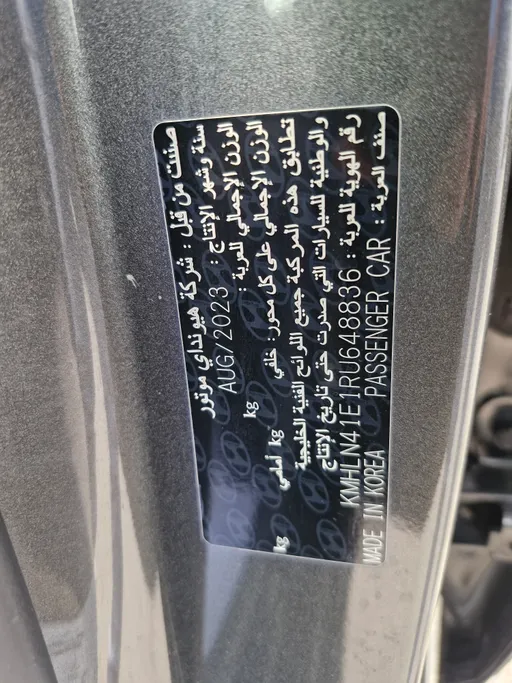 صنعت من قبل : شركة هيونداي موتور
سنة وشهر الإنتاج : AUG/2023
الوزن الإجمالي للعربة : kg
الوزن الإجمالي على كل محور: خلفي kg أمامي kg
تطابق هذه المركبة جميع اللوائح الفنية الخليجية
والوطنية للسيارات التي صدرت حتى تاريخ الإنتاج
رقم الهوية للعربة : KMHLN41E1RU648836
صنف العربة : PASSENGER CAR
MADE IN KOREA